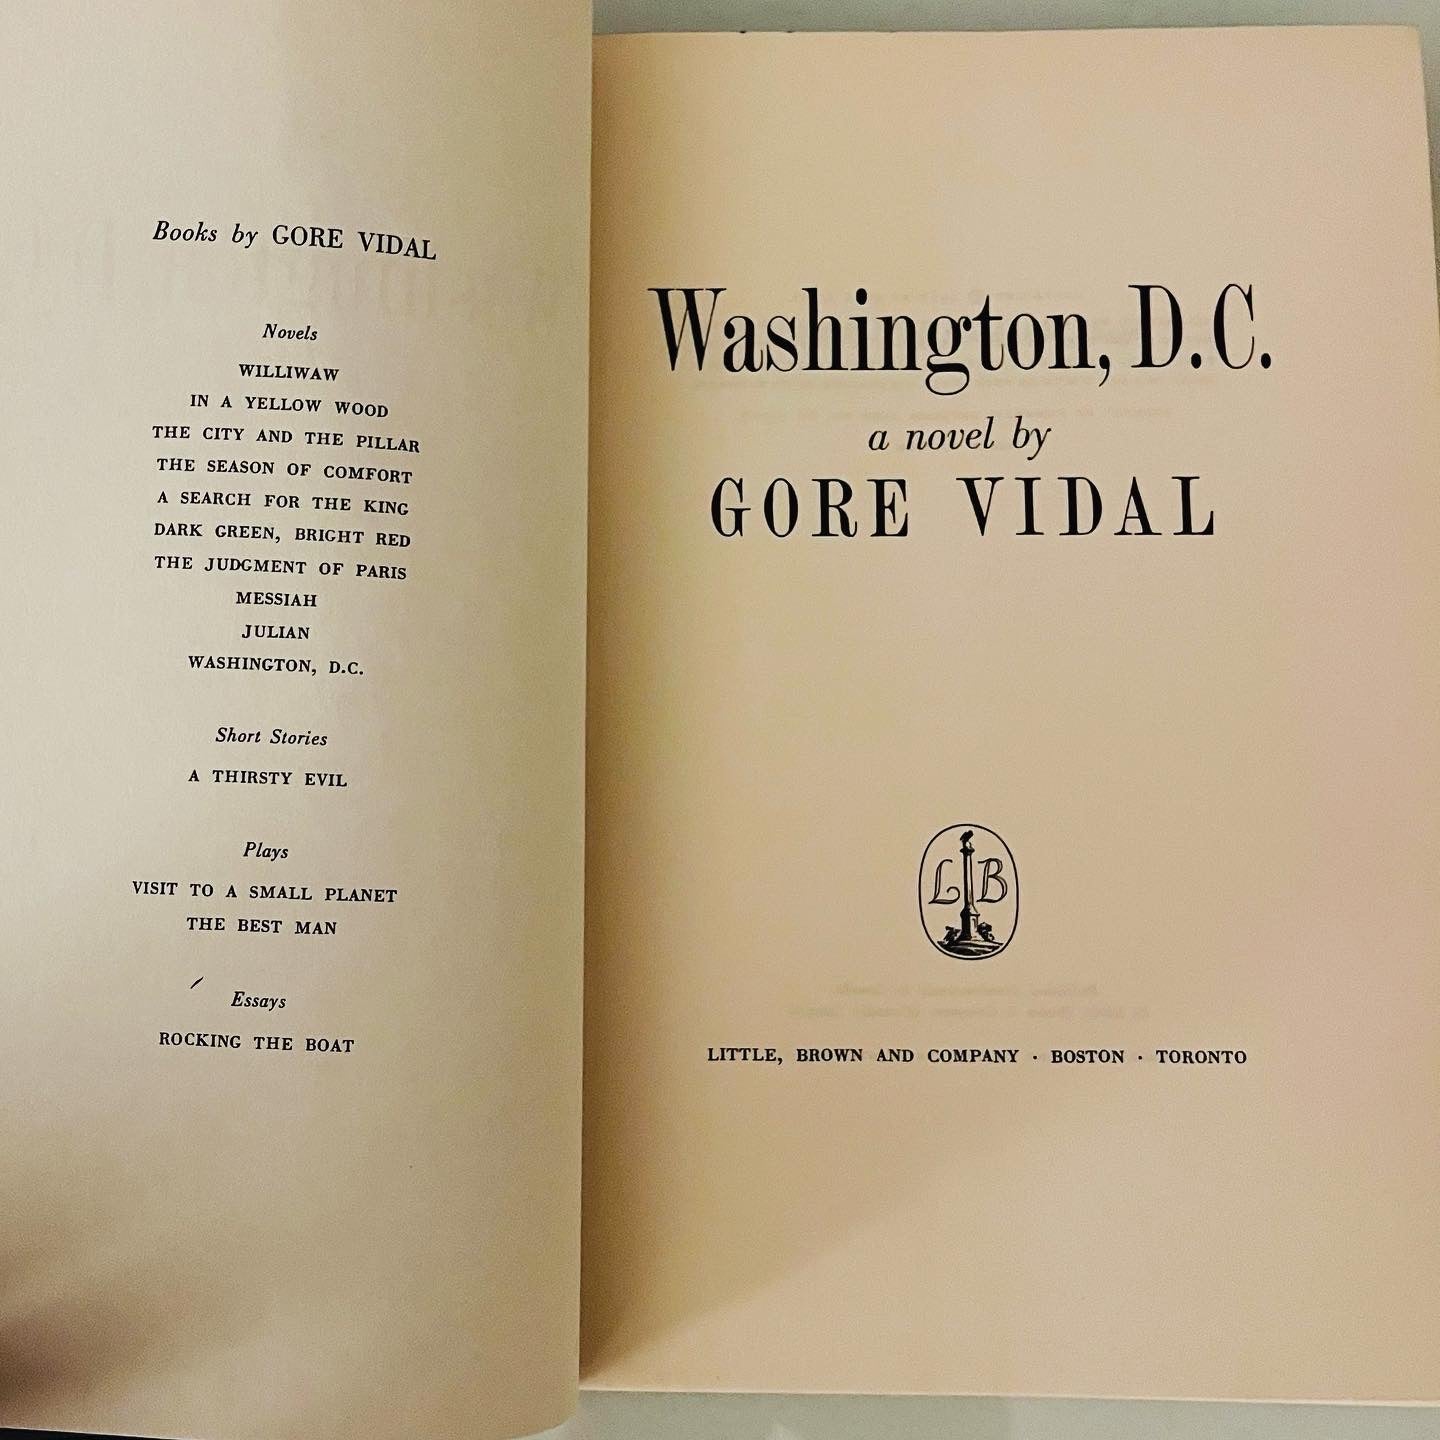 Books by GORE VIDAL
Novels
WILLIWAW
IN A YELLOW WOOD
THE CITY AND THE PILLAR
THE SEASON OF COMFORT
A SEARCH FOR THE KING
DARK GREEN, BRIGHT RED
THE JUDGMENT OF PARIS
MESSIAH
JULIAN
WASHINGTON, D.C.
Short Stories
A THIRSTY EVIL
Plays
VISIT TO A SMALL PLANET
THE BEST MAN
Essays
ROCKING THE BOAT
Washington, D.C.
a novel by
GORE VIDAL
L B
LITTLE, BROWN AND COMPANY · BOSTON · TORONTO